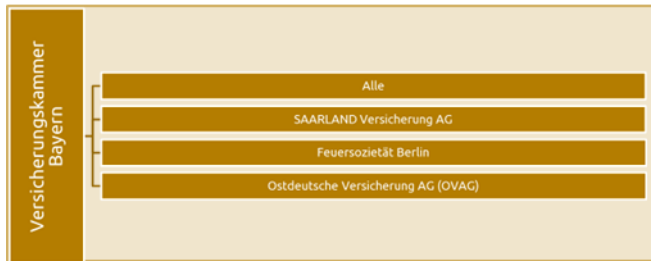 Versicherungskammer
Bayern
Alle
SAARLAND Versicherung AG
Feuersozietät Berlin
Ostdeutsche Versicherung AG (OVAG)